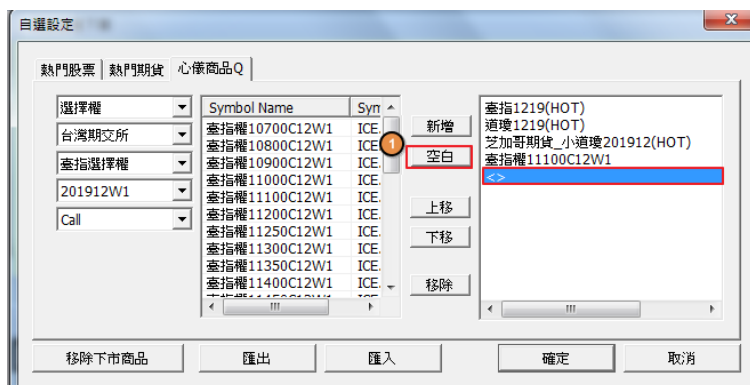 自選設定
熱門股票 熱門期貨 心儀商品Q
選擇權
台灣期交所
臺指選擇權
201912W1
Call
Symbol Name Sym
臺指權10700C12W1 ICE.
臺指權10800C12W1 ICE.
臺指權10900C12W1 ICE.
臺指權11000C12W1 ICE.
臺指權11100C12W1 ICE.
臺指權11200C12W1 ICE.
臺指權11250C12W1 ICE.
臺指權11300C12W1 ICE.
臺指權11350C12W1 ICE.
臺指權11400C12W1 ICE.
新增
1
空白
上移
下移
移除
臺指1219(HOT)
道瓊1219(HOT)
芝加哥期貨_小道瓊201912(HOT)
臺指權11100C12W1
<>
移除下市商品 匯出 匯入 確定 取消